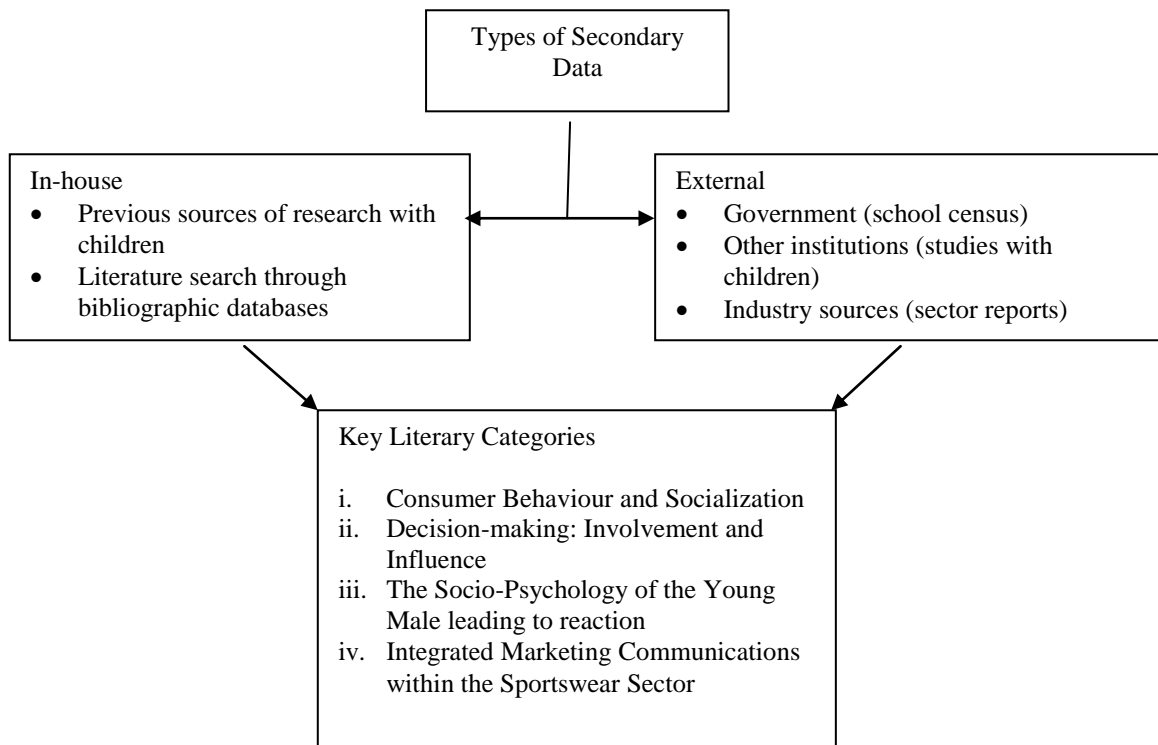 Types of Secondary
Data
In-house
• Previous sources of research with
children
• Literature search through
bibliographic databases
External
• Government (school census)
• Other institutions (studies with
children)
• Industry sources (sector reports)
Key Literary Categories
i. Consumer Behaviour and Socialization
ii. Decision-making: Involvement and
Influence
iii. The Socio-Psychology of the Young
Male leading to reaction
iv. Integrated Marketing Communications
within the Sportswear Sector